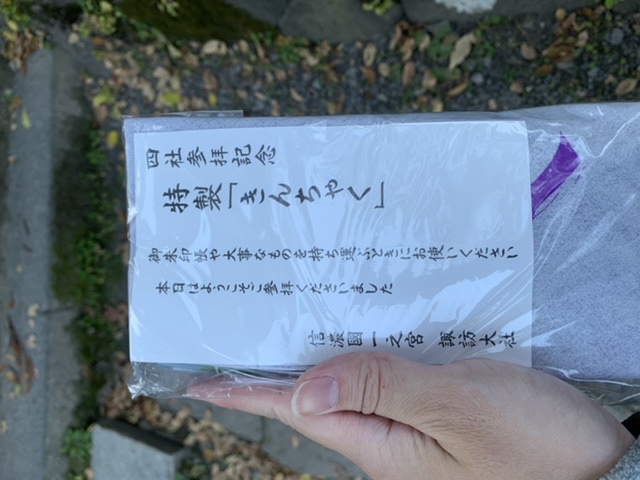 四社参拝記念
特製「きんちゃく」
御朱印帳や大事なものを持ち運ぶときにお使いください
本日はようこそご参拝くださいました
信濃國一之宮 諏訪大社